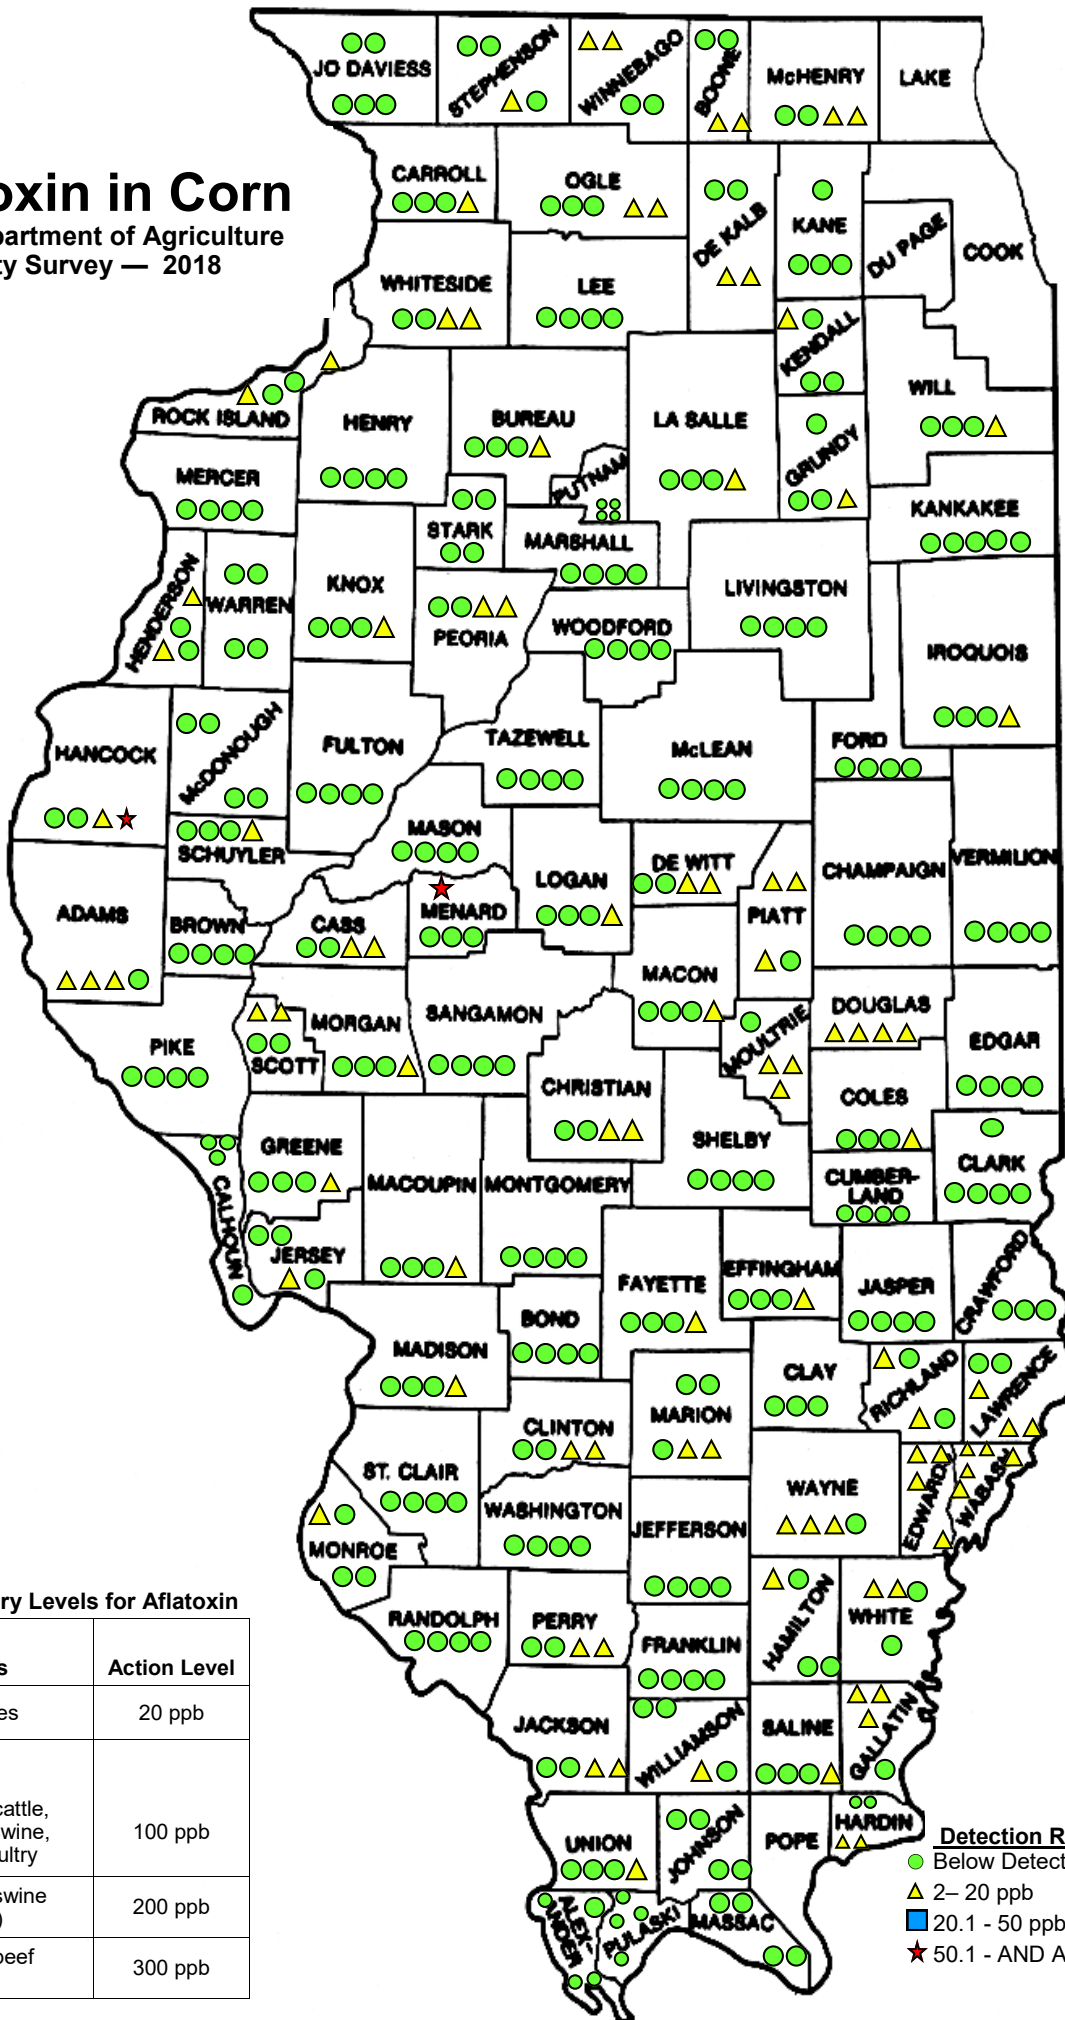 oxin in Corn
partment of Agriculture
ty Survey — 2018
JO DAVIESS
STEPHENSON
WINNEBAGO
BOONE
McHENRY
LAKE
CARROLL
OGLE
DE KALB
KANE
DU PAGE
COOK
WHITESIDE
LEE
KENDALL
WILL
ROCK ISLAND
HENRY
BUREAU
LA SALLE
GRUNDY
MERCER
PUTNAM
KANKAKEE
STARK
MARSHALL
HENDERSON
WARREN
KNOX
PEORIA
WOODFORD
LIVINGSTON
IROQUOIS
HANCOCK
McDONOUGH
FULTON
TAZEWELL
McLEAN
FORD
SCHUYLER
MASON
LOGAN
DE WITT
CHAMPAIGN
VERMILION
ADAMS
BROWN
CASS
MENARD
PIATT
MACON
PIKE
SCOTT
MORGAN
SANGAMON
MOULTRIE
DOUGLAS
EDGAR
CHRISTIAN
COLES
SHELBY
GREENE
CALHOUN
MACOUPIN
MONTGOMERY
CUMBER-
LAND
CLARK
JERSEY
FAYETTE
EFFINGHAM
JASPER
CRAWFORD
BOND
MADISON
CLAY
RICHLAND
LAWRENCE
MARION
CLINTON
ST. CLAIR
WAYNE
EDWARDS
WABASH
WASHINGTON
JEFFERSON
MONROE
RANDOLPH
PERRY
HAMILTON
WHITE
FRANKLIN
JACKSON
WILLIAMSON
SALINE
GALLATIN
UNION
JOHNSON
POPE
HARDIN
ALEX-
ANDER
PULASKI
MASSAC
ry Levels for Aflatoxin
s
Action Level
es
20 ppb
cattle,
wine,
ultry
100 ppb
swine
)
200 ppb
beef
300 ppb
Detection R
Below Detect
2– 20 ppb
20.1 - 50 ppb
50.1 - AND A